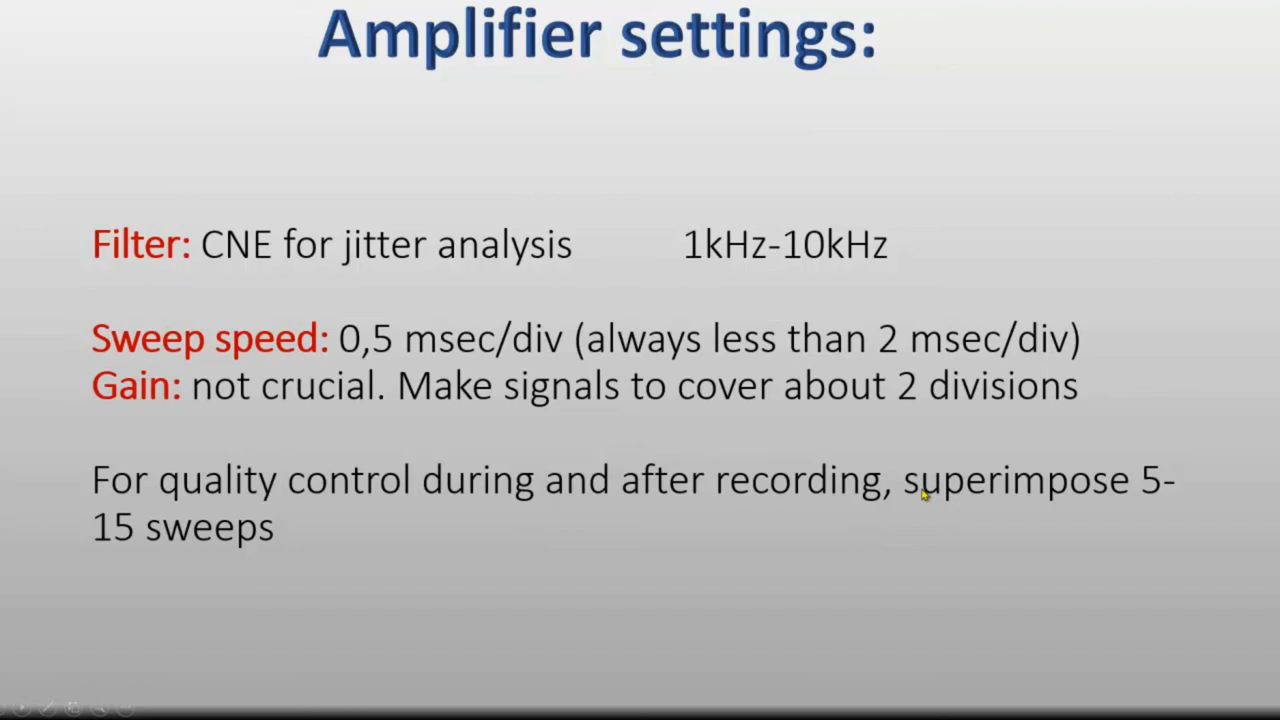 Amplifier settings:
Filter: CNE for jitter analysis 1kHz-10kHz
Sweep speed: 0,5 msec/div (always less than 2 msec/div)
Gain: not crucial. Make signals to cover about 2 divisions
For quality control during and after recording, superimpose 5-
15 sweeps